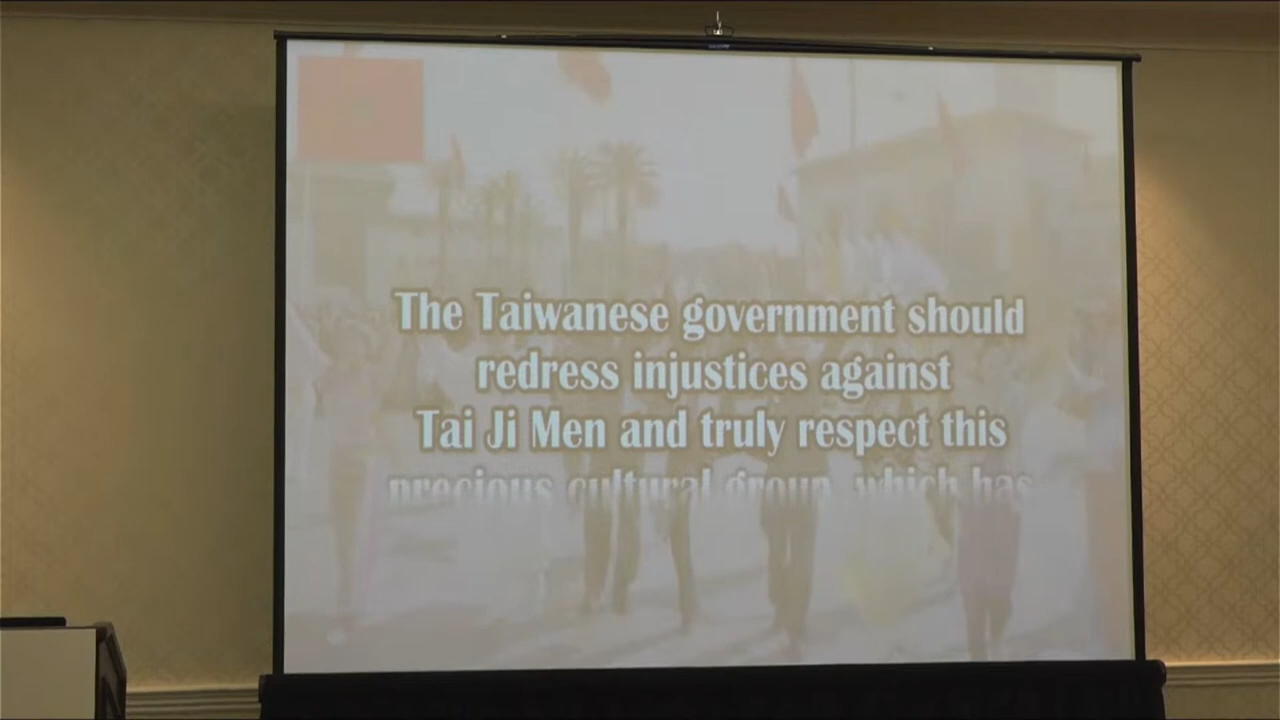 The Taiwanese government should
redress injustices against
Tai Ji Men and truly respect this
precious cultural group, which has